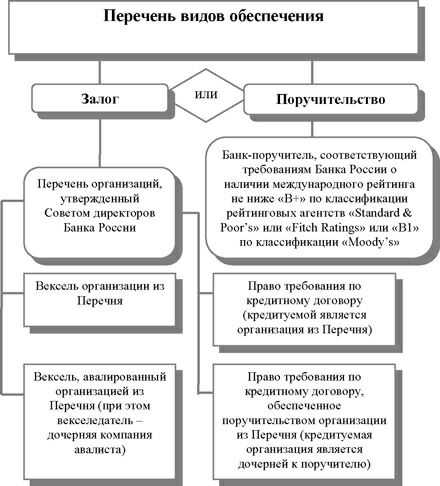 Перечень видов обеспечения
Залог
или
Поручительство
Перечень организаций,
утвержденный
Советом директоров
Банка России
Банк-поручитель, соответствующий
требованиям Банка России о
наличии международного рейтинга
не ниже «В+» по классификации
рейтинговых агентств «Standard &
Poor’s» или «Fitch Ratings» или «В1»
по классификации «Moody’s»
Вексель организации из
Перечня
Право требования по
кредитному договору
(кредитуемой является
организация из Перечня)
Вексель, авалированный
организацией из
Перечня (при этом
векселедатель –
дочерняя компания
авалиста)
Право требования по
кредитному договору,
обеспеченное
поручительством организации
из Перечня (кредитуемая
организация является
дочерней к поручителю)